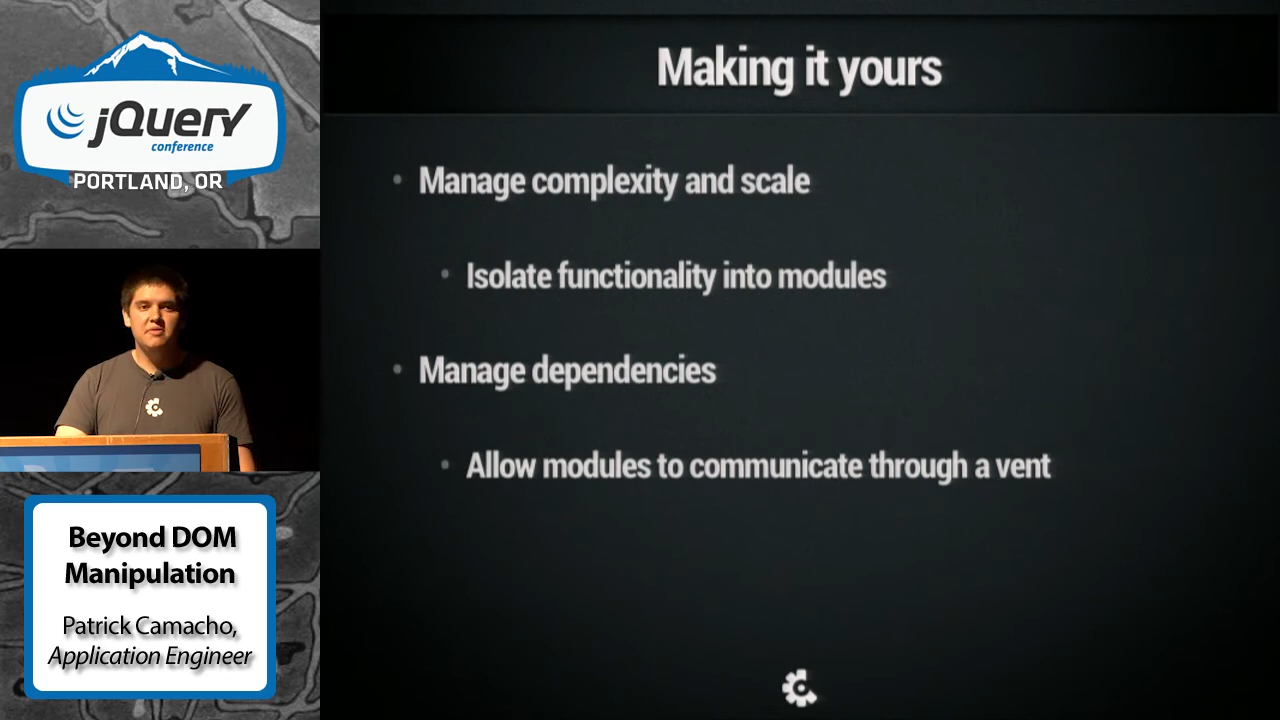 jQuery
conference
PORTLAND, OR
Beyond DOM
Manipulation
Patrick Camacho,
Application Engineer
Making it yours
• Manage complexity and scale
• Isolate functionality into modules
• Manage dependencies
• Allow modules to communicate through a vent